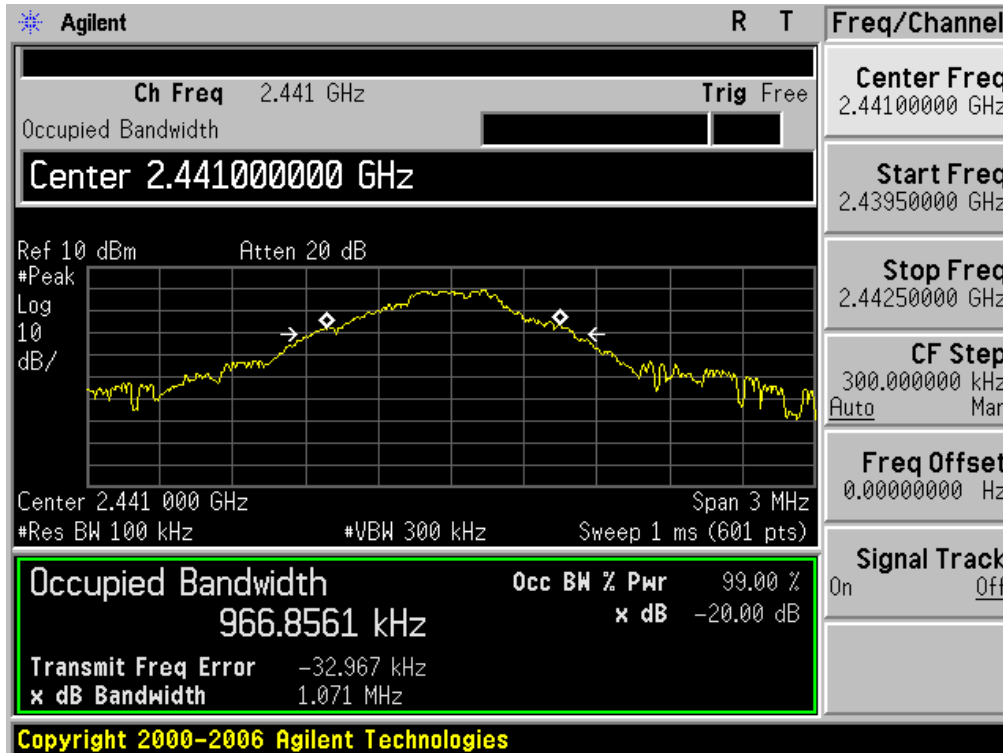 Agilent R T Freq/Channel
Ch Freq 2.441 GHz Trig Free
Occupied Bandwidth
Center 2.441000000 GHz
Ref 10 dBm Atten 20 dB
#Peak
Log
10
dB/
Center 2.441 000 GHz Span 3 MHz
#Res BW 100 kHz #VBW 300 kHz Sweep 1 ms (601 pts)
Occupied Bandwidth
966.8561 kHz
Occ BW % Pwr 99.00 %
x dB -20.00 dB
Transmit Freq Error -32.967 kHz
x dB Bandwidth 1.071 MHz
Copyright 2000-2006 Agilent Technologies
Center Freq
2.44100000 GHz
Start Freq
2.43950000 GHz
Stop Freq
2.44250000 GHz
CF Step
300.000000 kHz
Auto Man
Freq Offset
0.00000000 Hz
Signal Track
On Off